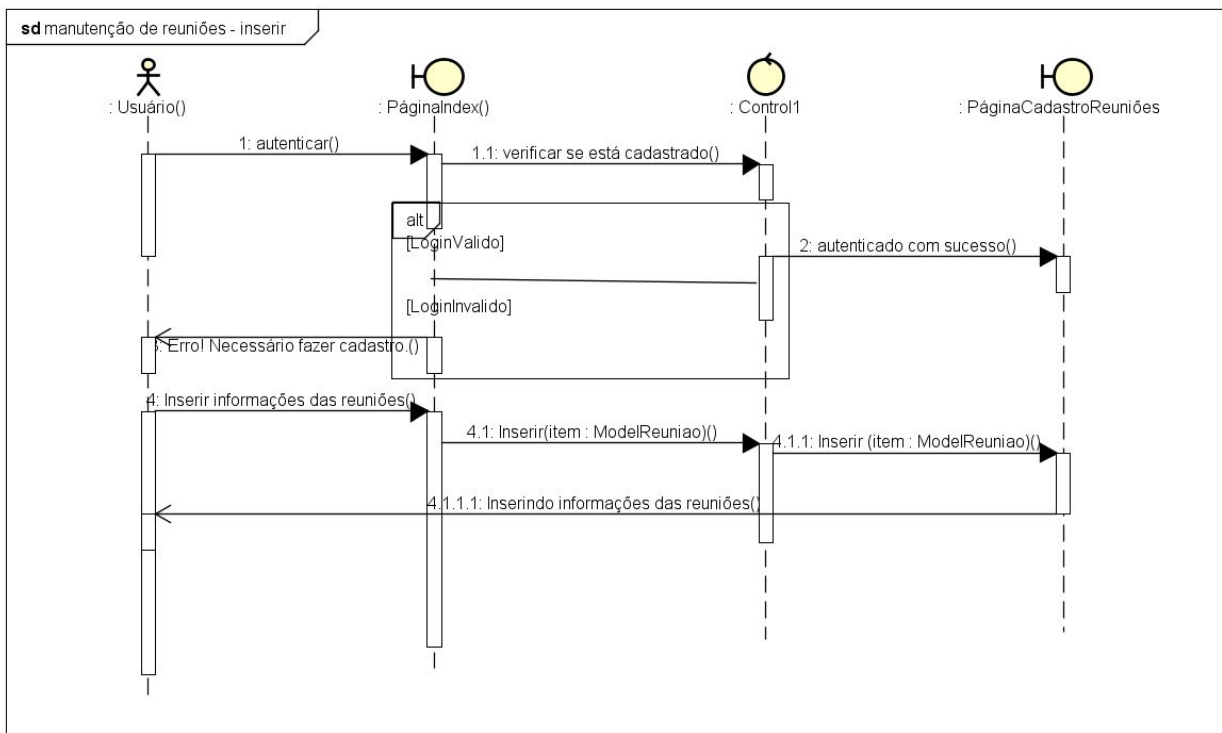 sd manutenção de reuniões - inserir
: Usuário()
: PáginaIndex()
: Control1
: PáginaCadastroReuniões
1: autenticar()
1.1: verificar se está cadastrado()
alt
[LoginValido]
2: autenticado com sucesso()
[LoginInvalido]
3: Erro! Necessário fazer cadastro.()
4: Inserir informações das reuniões()
4.1: Inserir(item : ModelReuniao)()
4.1.1: Inserir (item : ModelReuniao)()
4.1.1.1: Inserindo informações das reuniões()